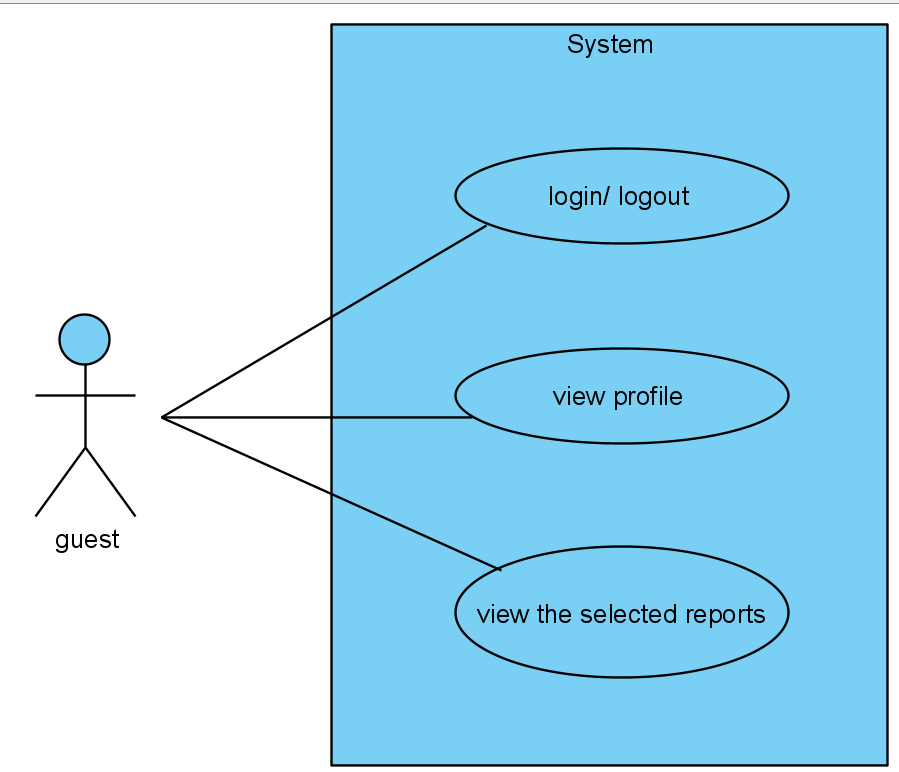 System
login/ logout
view profile
guest
view the selected reports